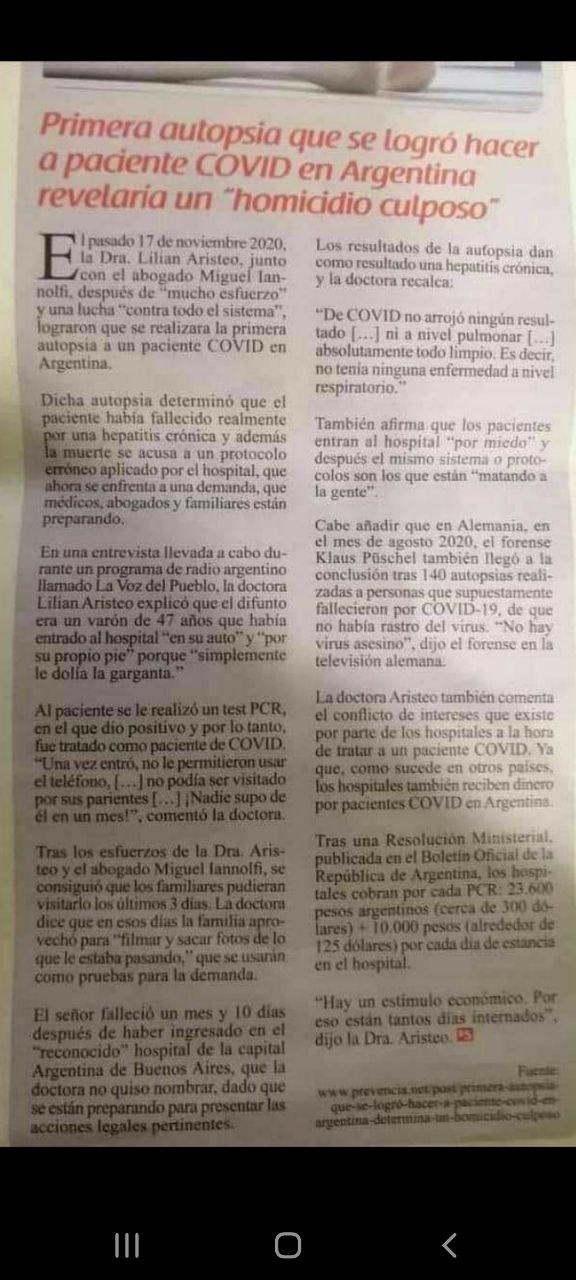 Primera autopsia que se logró hacer
a paciente COVID en Argentina
revelaría un "homicidio culposo"
El pasado 17 de noviembre 2020,
la Dra. Lilian Aristeo, junto
con el abogado Miguel Ian-
nolfi, después de "mucho esfuerzo"
y una lucha "contra todo el sistema",
lograron que se realizara la primera
autopsia a un paciente COVID en
Argentina.
Dicha autopsia determinó que el
paciente había fallecido realmente
por una hepatitis crónica y además
la muerte se acusa a un protocolo
erróneo aplicado por el hospital, que
ahora se enfrenta a una demanda, que
médicos, abogados y familiares están
preparando.
En una entrevista llevada a cabo du-
rante un programa de radio argentino
llamado La Voz del Pueblo, la doctora
Lilian Aristeo explicó que el difunto
era un varón de 47 años que había
entrado al hospital "en su auto" y "por
su propio pie" porque "simplemente
le dolía la garganta."
Al paciente se le realizó un test PCR,
en el que dio positivo y por lo tanto,
fue tratado como paciente de COVID.
"Una vez entró, no le permitieron usar
el teléfono, [...] no podía ser visitado
por sus parientes [...] ¡Nadie supo de
él en un mes!", comentó la doctora.
Tras los esfuerzos de la Dra. Aris-
teo y el abogado Miguel Iannolfi, se
consiguió que los familiares pudieran
visitarlo los últimos 3 días. La doctora
dice que en esos días la familia apro-
vechó para "filmar y sacar fotos de lo
que le estaba pasando," que se usarán
como pruebas para la demanda.
El señor falleció un mes y 10 días
después de haber ingresado en el
"reconocido" hospital de la capital
Argentina de Buenos Aires, que la
doctora no quiso nombrar, dado que
se están preparando para presentar las
acciones legales pertinentes.
Los resultados de la autopsia dan
como resultado una hepatitis crónica,
y la doctora recalca:
"De COVID no arrojó ningún resul-
tado [...] ni a nivel pulmonar [...]
absolutamente todo limpio. Es decir,
no tenía ninguna enfermedad a nivel
respiratorio."
También afirma que los pacientes
entran al hospital "por miedo" y
después el mismo sistema o proto-
colos son los que están "matando a
la gente".
Cabe añadir que en Alemania, en
el mes de agosto 2020, el forense
Klaus Püschel también llegó a la
conclusión tras 140 autopsias reali-
zadas a personas que supuestamente
fallecieron por COVID-19, de que
no había rastro del virus. "No hay
virus asesino", dijo el forense en la
televisión alemana.
La doctora Aristeo también comenta
el conflicto de intereses que existe
por parte de los hospitales a la hora
de tratar a un paciente COVID. Ya
que, como sucede en otros países,
los hospitales también reciben dinero
por pacientes COVID en Argentina.
Tras una Resolución Ministerial,
publicada en el Boletín Oficial de la
República de Argentina, los hospi-
tales cobran por cada PCR: 23.600
pesos argentinos (cerca de 300 dó-
lares) + 10.000 pesos (alrededor de
125 dólares) por cada día de estancia
en el hospital.
"Hay un estímulo económico. Por
eso están tantos días internados",
dijo la Dra. Aristeo.
Fuente:
www.prevencia.net/post/primera-autopsia-
que-se-logró-hacer-a-paciente-covid-en-
argentina-determina-un-homicidio-culposo